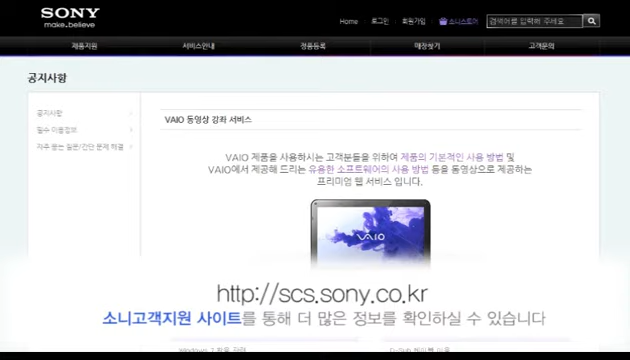 SONY
make.believe
Home 로그인 회원가입 소니스토어 검색어를 입력해 주세요
제품지원 서비스안내 정품등록 매장찾기 고객문의
공지사항
공지사항
필수 이용정보
자주 묻는 질문/간단 문제 해결
VAIO 동영상 강좌 서비스
VAIO 제품을 사용하시는 고객분들을 위하여 제품의 기본적인 사용 방법 및
VAIO에서 제공해 드리는 유용한 소프트웨어의 사용 방법 등을 동영상으로 제공하는
프리미엄 웹 서비스 입니다.
VAIO
http://scs.sony.co.kr
소니고객지원 사이트를 통해 더 많은 정보를 확인하실 수 있습니다